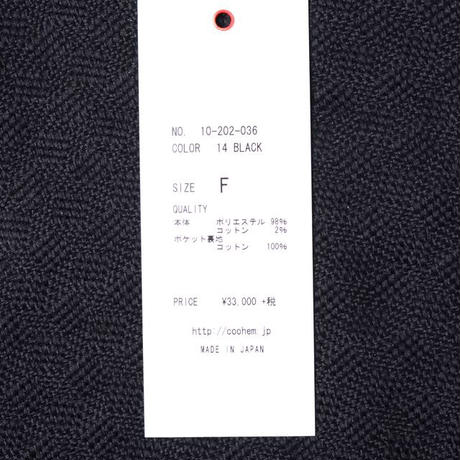 NO. 10-202-036
COLOR 14 BLACK
SIZE F
QUALITY
本体 ポリエステル 98%
コットン 2%
ポケット裏地
コットン 100%
PRICE ¥33,000 +税
http://coohem.jp
MADE IN JAPAN